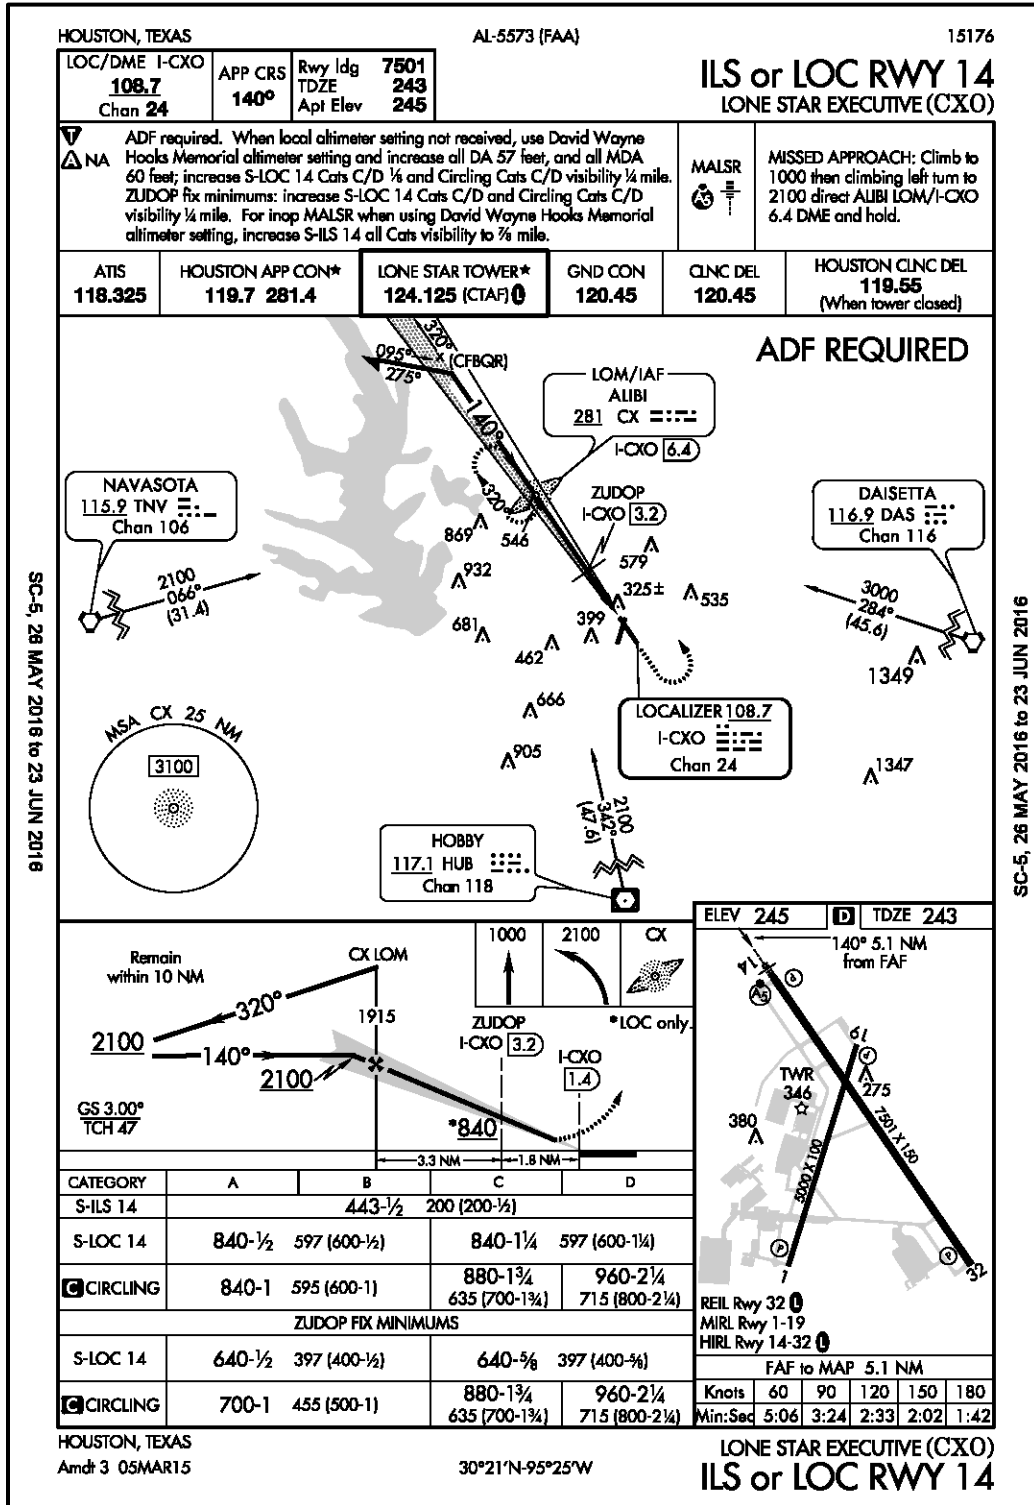 HOUSTON, TEXAS
AL-5573 (FAA)
15176
LOC/DME I-CXO
108.7
Chan 24
APP CRS
140°
Rwy ldg 7501
TDZE 243
Apt Elev 245
ILS or LOC RWY 14
LONE STAR EXECUTIVE (CXO)
T
A NA
ADF required. When local altimeter setting not received, use David Wayne
Hooks Memorial altimeter setting and increase all DA 57 feet, and all MDA
60 feet; increase S-LOC 14 Cats C/D ⅛ and Circling Cats C/D visibility ¼ mile.
ZUDOP fix minimums: increase S-LOC 14 Cats C/D and Circling Cats C/D
visibility ¼ mile. For inop MALSR when using David Wayne Hooks Memorial
altimeter setting, increase S-ILS 14 all Cats visibility to ⅞ mile.
MALSR
A5
MISSED APPROACH: Climb to
1000 then climbing left turn to
2100 direct ALIBI LOM/I-CXO
6.4 DME and hold.
ATIS
118.325
HOUSTON APP CON*
119.7 281.4
LONE STAR TOWER*
124.125 (CTAF) L
GND CON
120.45
CLNC DEL
120.45
HOUSTON CLNC DEL
119.55
(When tower closed)
ADF REQUIRED
320°
095°
275°
x (CFBQR)
140°
320°
LOM/IAF
ALIBI
281 CX
I-CXO 6.4
ZUDOP
I-CXO 3.2
NAVASOTA
115.9 TNV
Chan 106
2100
066°
(31.4)
DAISETTA
116.9 DAS
Chan 116
3000
284°
(45.6)
869
546
579
932
325±
535
681
399
462
1349
666
905
1347
LOCALIZER 108.7
I-CXO
Chan 24
MSA CX 25 NM
3100
2100
342°
(47.6)
HOBBY
117.1 HUB
Chan 118
SC-5, 26 MAY 2016 to 23 JUN 2016
SC-5, 26 MAY 2016 to 23 JUN 2016
Remain
within 10 NM
CX LOM
320°
2100
140°
1915
2100
GS 3.00°
TCH 47
1000
2100
CX
ZUDOP
I-CXO 3.2
*LOC only.
I-CXO
1.4
*840
3.3 NM
1.8 NM
ELEV 245
D
TDZE 243
140° 5.1 NM
from FAF
14
P
A5
19
P
TWR
346
275
380
7501 X 150
5000 X 100
P
P
1
32
REIL Rwy 32 L
MIRL Rwy 1-19
HIRL Rwy 14-32 L
FAF to MAP 5.1 NM
Knots 60 90 120 150 180
Min:Sec 5:06 3:24 2:33 2:02 1:42
CATEGORY A B C D
S-ILS 14 443-½ 200 (200-½)
S-LOC 14 840-½ 597 (600-½) 840-1¼ 597 (600-1¼)
C CIRCLING 840-1 595 (600-1) 880-1¾ 635 (700-1¾) 960-2¼ 715 (800-2¼)
ZUDOP FIX MINIMUMS
S-LOC 14 640-½ 397 (400-½) 640-⅝ 397 (400-⅝)
C CIRCLING 700-1 455 (500-1) 880-1¾ 635 (700-1¾) 960-2¼ 715 (800-2¼)
HOUSTON, TEXAS
Amdt 3 05MAR15
30°21'N-95°25'W
LONE STAR EXECUTIVE (CXO)
ILS or LOC RWY 14